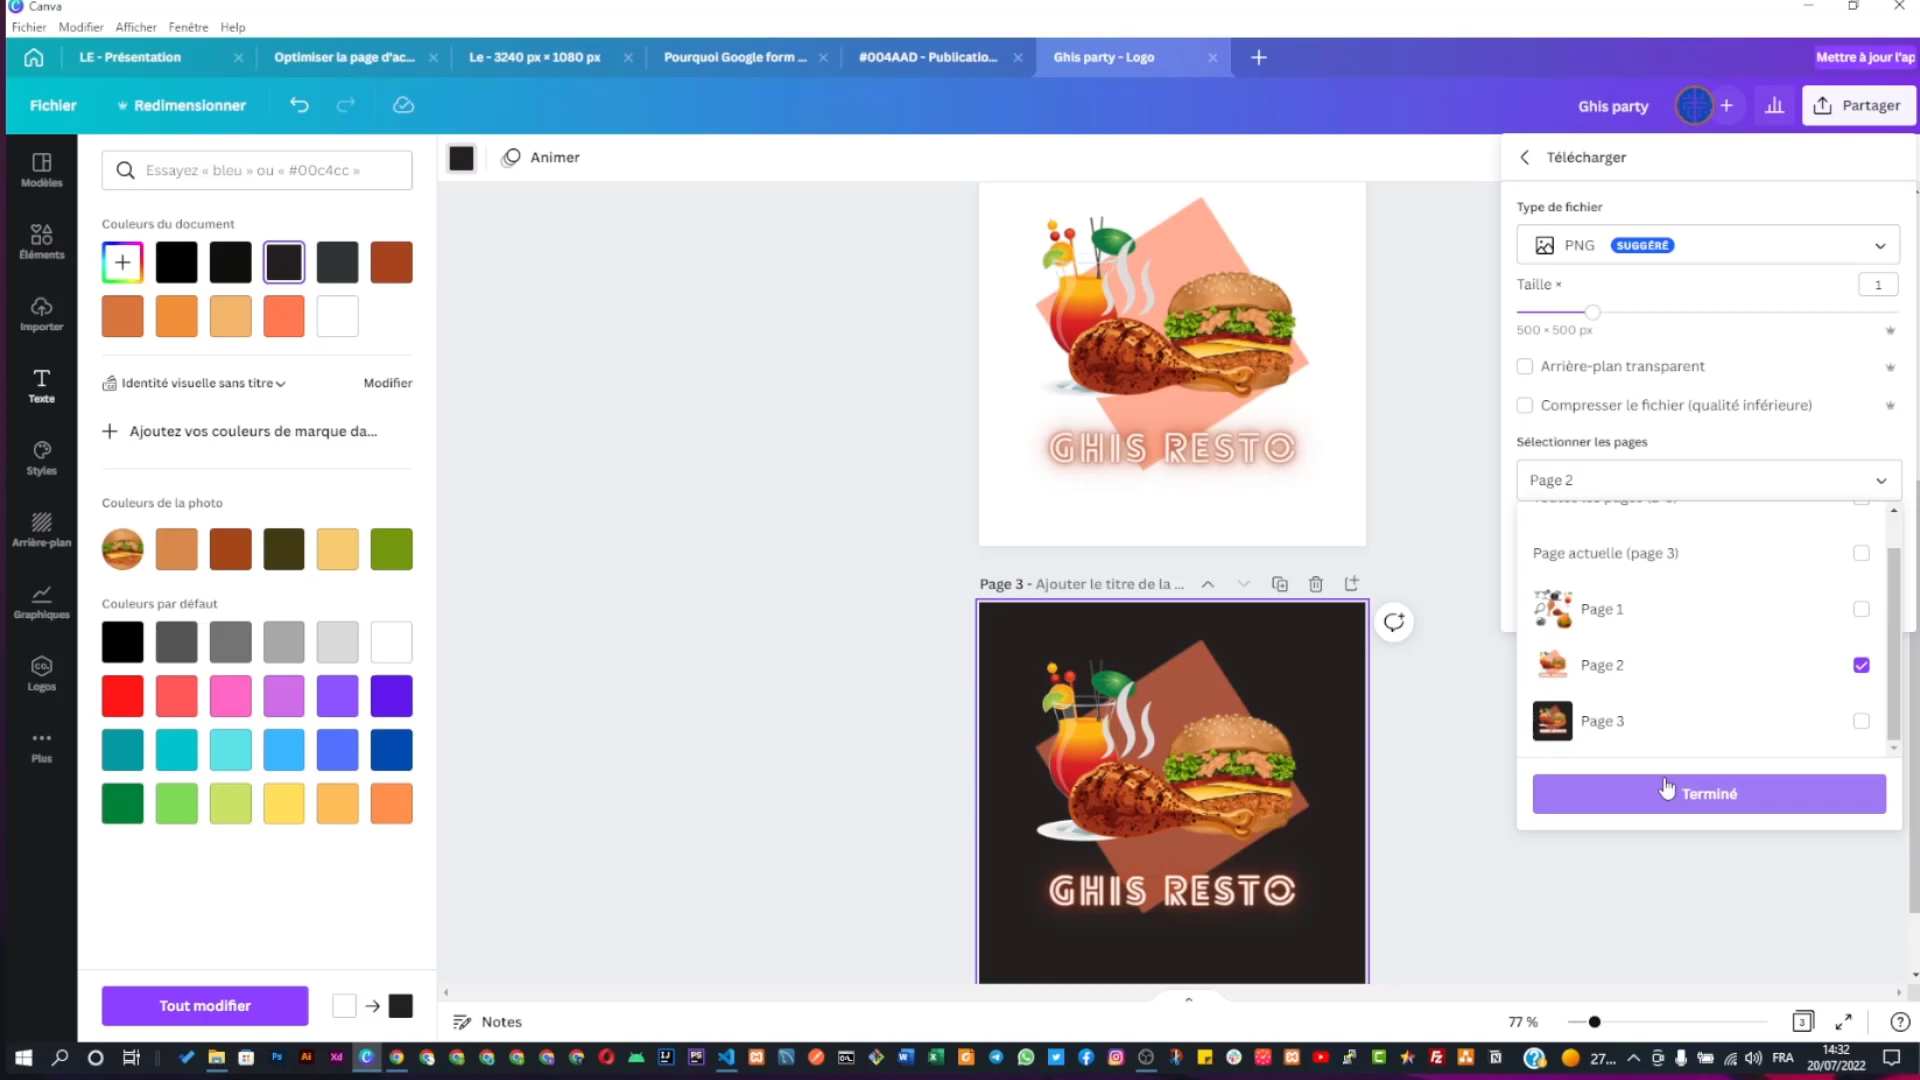 Canva
Fichier Modifier Afficher Fenêtre Help
LE - Présentation
Optimiser la page d'ac...
Le - 3240 px × 1080 px
Pourquoi Google form ...
#004AAD - Publicatio...
Ghis party - Logo
Mettre à jour l'ap
Fichier
Redimensionner
Ghis party
Partager
Modèles
Éléments
Importer
Texte
Styles
Arrière-plan
Graphiques
CO.
Logos
Plus
Essayez « bleu » ou « #00c4cc »
Couleurs du document
Identité visuelle sans titre
Modifier
Ajoutez vos couleurs de marque da...
Couleurs de la photo
Couleurs par défaut
Tout modifier
Animer
GHIS RESTO
Page 3 - Ajouter le titre de la ...
GHIS RESTO
Télécharger
Type de fichier
PNG SUGGÉRÉ
Taille × 1
500 × 500 px
Arrière-plan transparent
Compresser le fichier (qualité inférieure)
Sélectionner les pages
Page 2
Page actuelle (page 3)
Page 1
Page 2
Page 3
Terminé
Notes
77 %
3
27...
FRA
14:32
20/07/2022